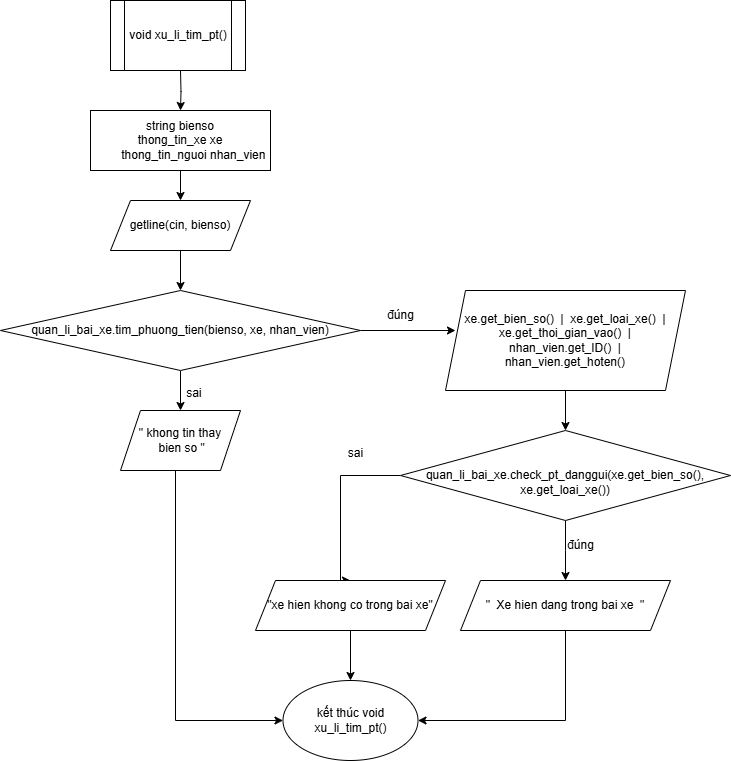 void xu_li_tim_pt()
string bienso
thong_tin_xe xe
thong_tin_nguoi nhan_vien
getline(cin, bienso)
quan_li_bai_xe.tim_phuong_tien(bienso, xe, nhan_vien)
đúng
xe.get_bien_so() | xe.get_loai_xe() |
xe.get_thoi_gian_vao() |
nhan_vien.get_ID() |
nhan_vien.get_hoten()
sai
" khong tin thay
bien so "
sai
quan_li_bai_xe.check_pt_danggui(xe.get_bien_so(),
xe.get_loai_xe())
đúng
"xe hien khong co trong bai xe"
" Xe hien dang trong bai xe "
kết thúc void
xu_li_tim_pt()